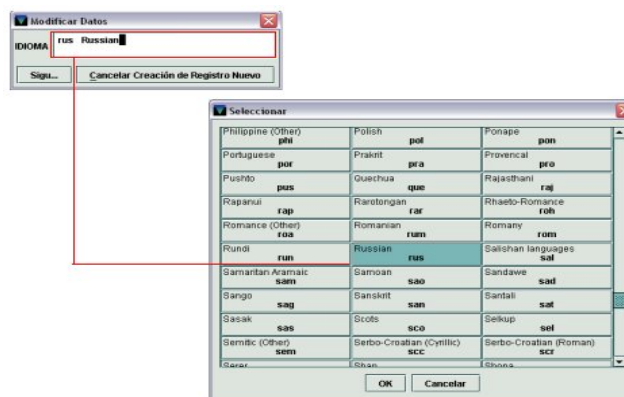 Modificar Datos
IDIOMA rus Russian
Sigu... Cancelar Creación de Registro Nuevo
Seleccionar
Philippine (Other) Polish Ponape
phi pol pon
Portuguese Prakrit Provencal
por pra pro
Pushto Quechua Rajasthani
pus que raj
Rapanui Rarotongan Rhaeto-Romance
rap rar roh
Romance (Other) Romanian Romany
roa rum rom
Rundi Russian Salishan languages
run rus sal
Samaritan Aramaic Samoan Sandawe
sam sao sad
Sango Sanskrit Santali
sag san sat
Sasak Scots Selkup
sas sco sel
Semitic (Other) Serbo-Croatian (Cyrillic) Serbo-Croatian (Roman)
sem scc scr
Serer Shan Shona
OK Cancelar